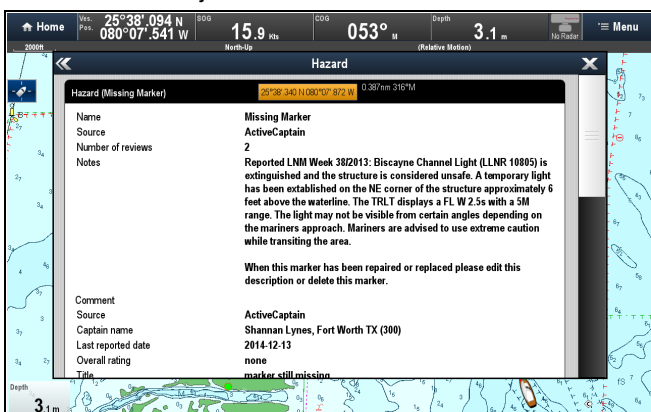 Home
Ves. Pos. 25°38'.094 N
080°07'.541 W
SOG 15.9 Kts
COG 053° M
Depth 3.1 m
No Radar
Menu
2000ft North-Up (Relative Motion)
Hazard
Hazard (Missing Marker) 25°38'.340 N 080°07'.872 W 0.387nm 316°M
Name Missing Marker
Source ActiveCaptain
Number of reviews 2
Notes Reported LNM Week 38/2013: Biscayne Channel Light (LLNR 10805) is
extinguished and the structure is considered unsafe. A temporary light
has been extablished on the NE corner of the structure approximately 6
feet above the waterline. The TRLT displays a FL W 2.5s with a 5M
range. The light may not be visible from certain angles depending on
the mariners approach. Mariners are advised to use extreme caution
while transiting the area.
When this marker has been repaired or replaced please edit this
description or delete this marker.
Comment
Source ActiveCaptain
Captain name Shannan Lynes, Fort Worth TX (300)
Last reported date 2014-12-13
Overall rating none
Title marker still missing
Depth
3.1 m